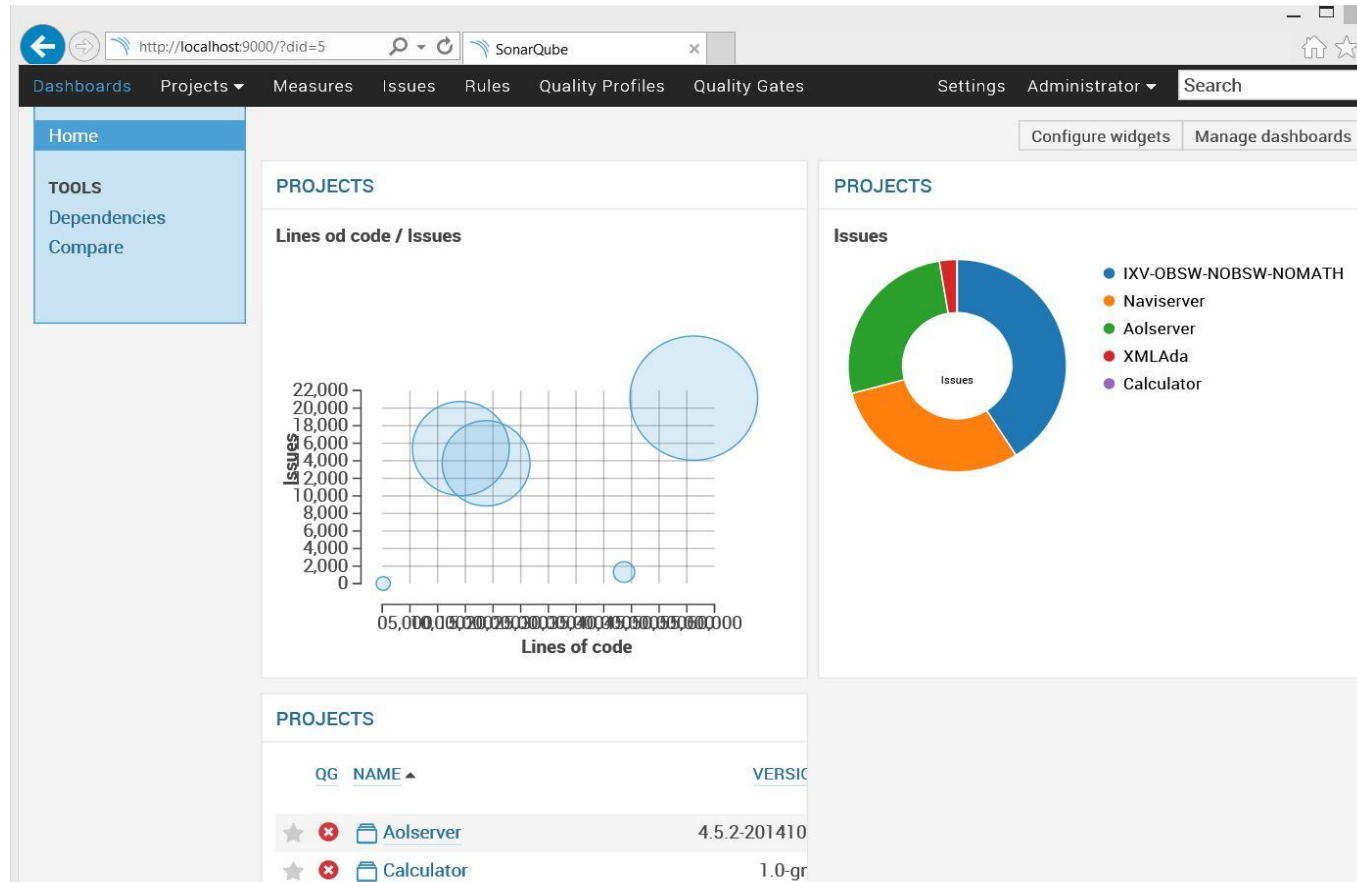 http://localhost:9000/?did=5
SonarQube
Dashboards Projects Measures Issues Rules Quality Profiles Quality Gates Settings Administrator Search
Home
TOOLS
Dependencies
Compare
Configure widgets Manage dashboards
PROJECTS
Lines od code / Issues
22,000
20,000
18,000
16,000
14,000
12,000
10,000
8,000
6,000
4,000
2,000
0
Issues
Lines of code
PROJECTS
Issues
Issues
IXV-OBSW-NOBSW-NOMATH
Naviserver
Aolserver
XMLAda
Calculator
PROJECTS
QG NAME VERSIO
Aolserver 4.5.2-201410
Calculator 1.0-gr